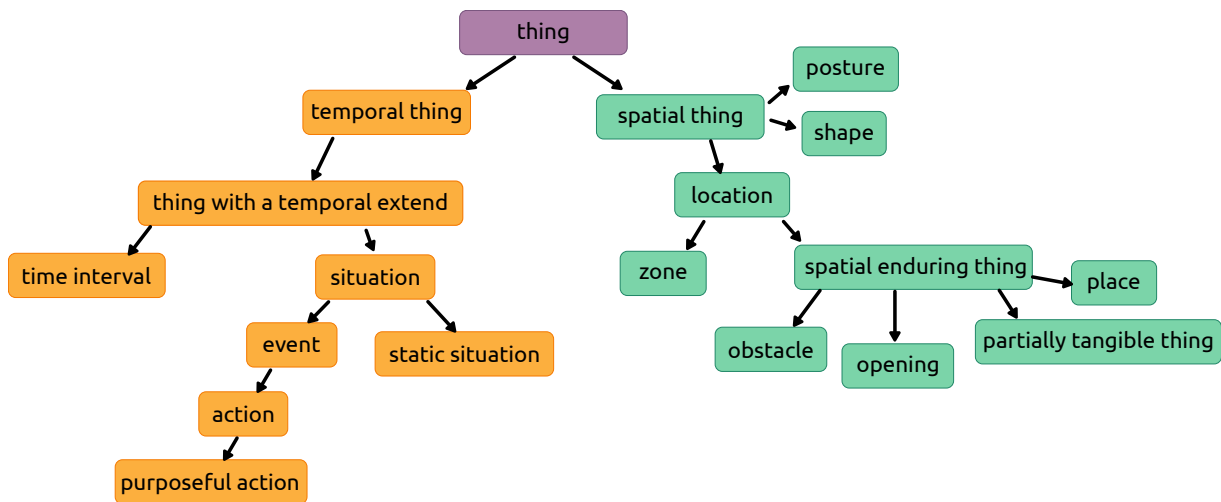 thing
posture
temporal thing
spatial thing
shape
thing with a temporal extend
location
time interval
situation
zone
spatial enduring thing
place
event
static situation
obstacle
opening
partially tangible thing
action
purposeful action